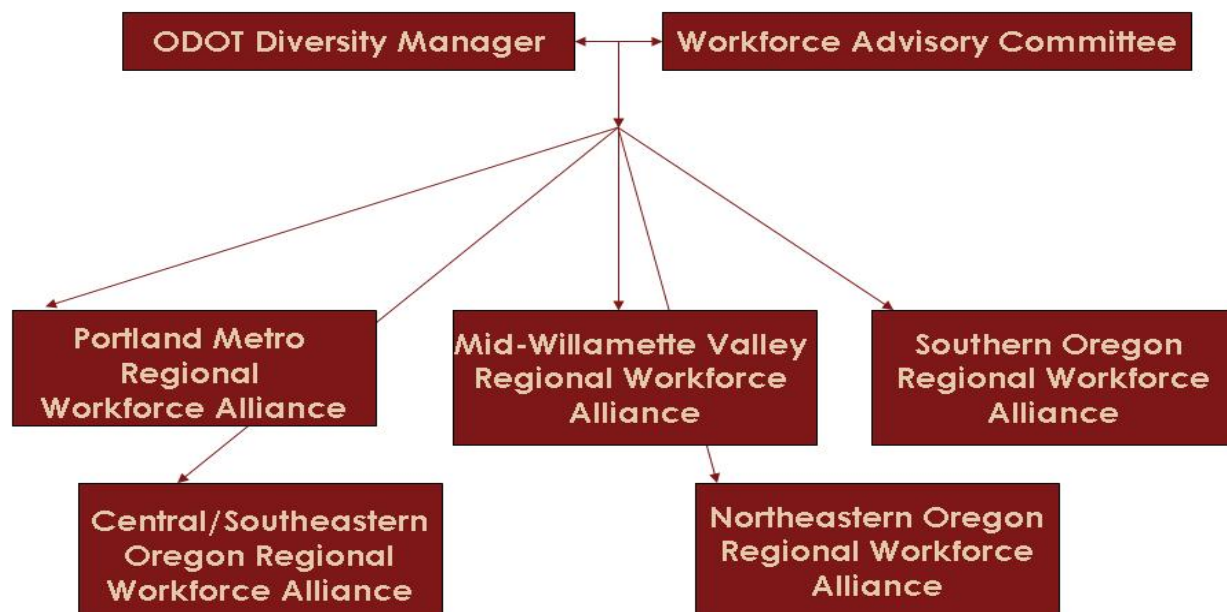 ODOT Diversity Manager
Workforce Advisory Committee
Portland Metro
Regional
Workforce Alliance
Mid-Willamette Valley
Regional Workforce
Alliance
Southern Oregon
Regional Workforce
Alliance
Central/Southeastern
Oregon Regional
Workforce Alliance
Northeastern Oregon
Regional Workforce
Alliance